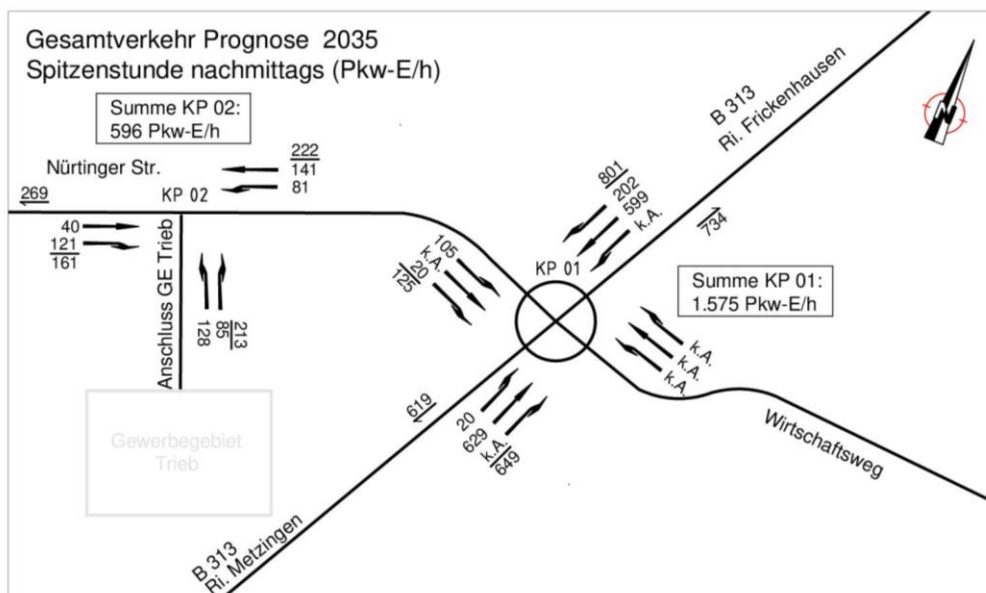 Gesamtverkehr Prognose 2035
Spitzenstunde nachmittags (Pkw-E/h)
Summe KP 02:
596 Pkw-E/h
Nürtinger Str.
KP 02
222
141
81
269
40
121
161
Anschluss GE Trieb
128
85
213
Gewerbegebiet
Trieb
B 313
Ri. Frickenhausen
801
202
599
k.A.
734
N
105
k.A.
20
125
KP 01
Summe KP 01:
1.575 Pkw-E/h
k.A.
k.A.
k.A.
619
20
629
k.A.
649
Wirtschaftsweg
B 313
Ri. Metzingen